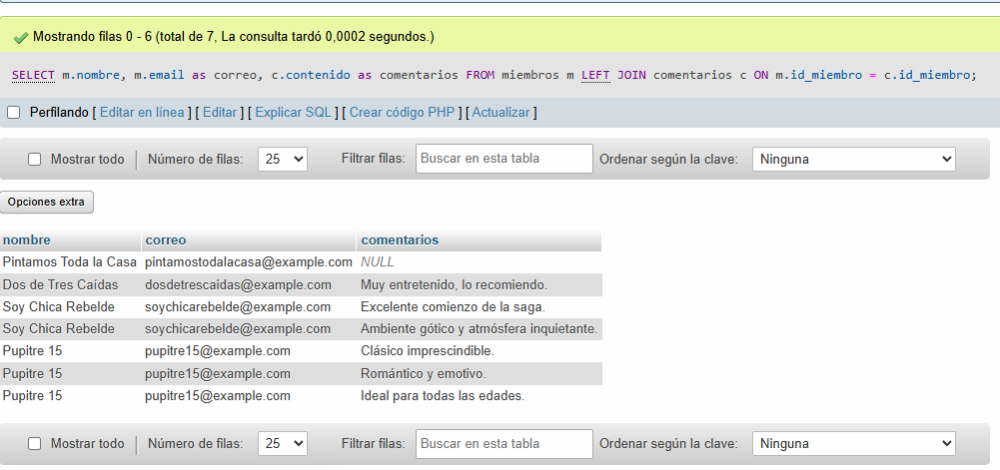 Mostrando filas 0 - 6 (total de 7, La consulta tardó 0,0002 segundos.)
SELECT m.nombre, m.email as correo, c.contenido as comentarios FROM miembros m LEFT JOIN comentarios c ON m.id_miembro = c.id_miembro;
Perfilando [ Editar en línea ] [ Editar ] [ Explicar SQL ] [ Crear código PHP ] [ Actualizar ]
Mostrar todo | Número de filas: 25 Filtrar filas: Buscar en esta tabla Ordenar según la clave: Ninguna
Opciones extra
nombre correo comentarios
Pintamos Toda la Casa pintamostodalacasa@example.com NULL
Dos de Tres Caídas dosdetrescaidas@example.com Muy entretenido, lo recomiendo.
Soy Chica Rebelde soychicarebelde@example.com Excelente comienzo de la saga.
Soy Chica Rebelde soychicarebelde@example.com Ambiente gótico y atmósfera inquietante.
Pupitre 15 pupitre15@example.com Clásico imprescindible.
Pupitre 15 pupitre15@example.com Romántico y emotivo.
Pupitre 15 pupitre15@example.com Ideal para todas las edades.
Mostrar todo | Número de filas: 25 Filtrar filas: Buscar en esta tabla Ordenar según la clave: Ninguna